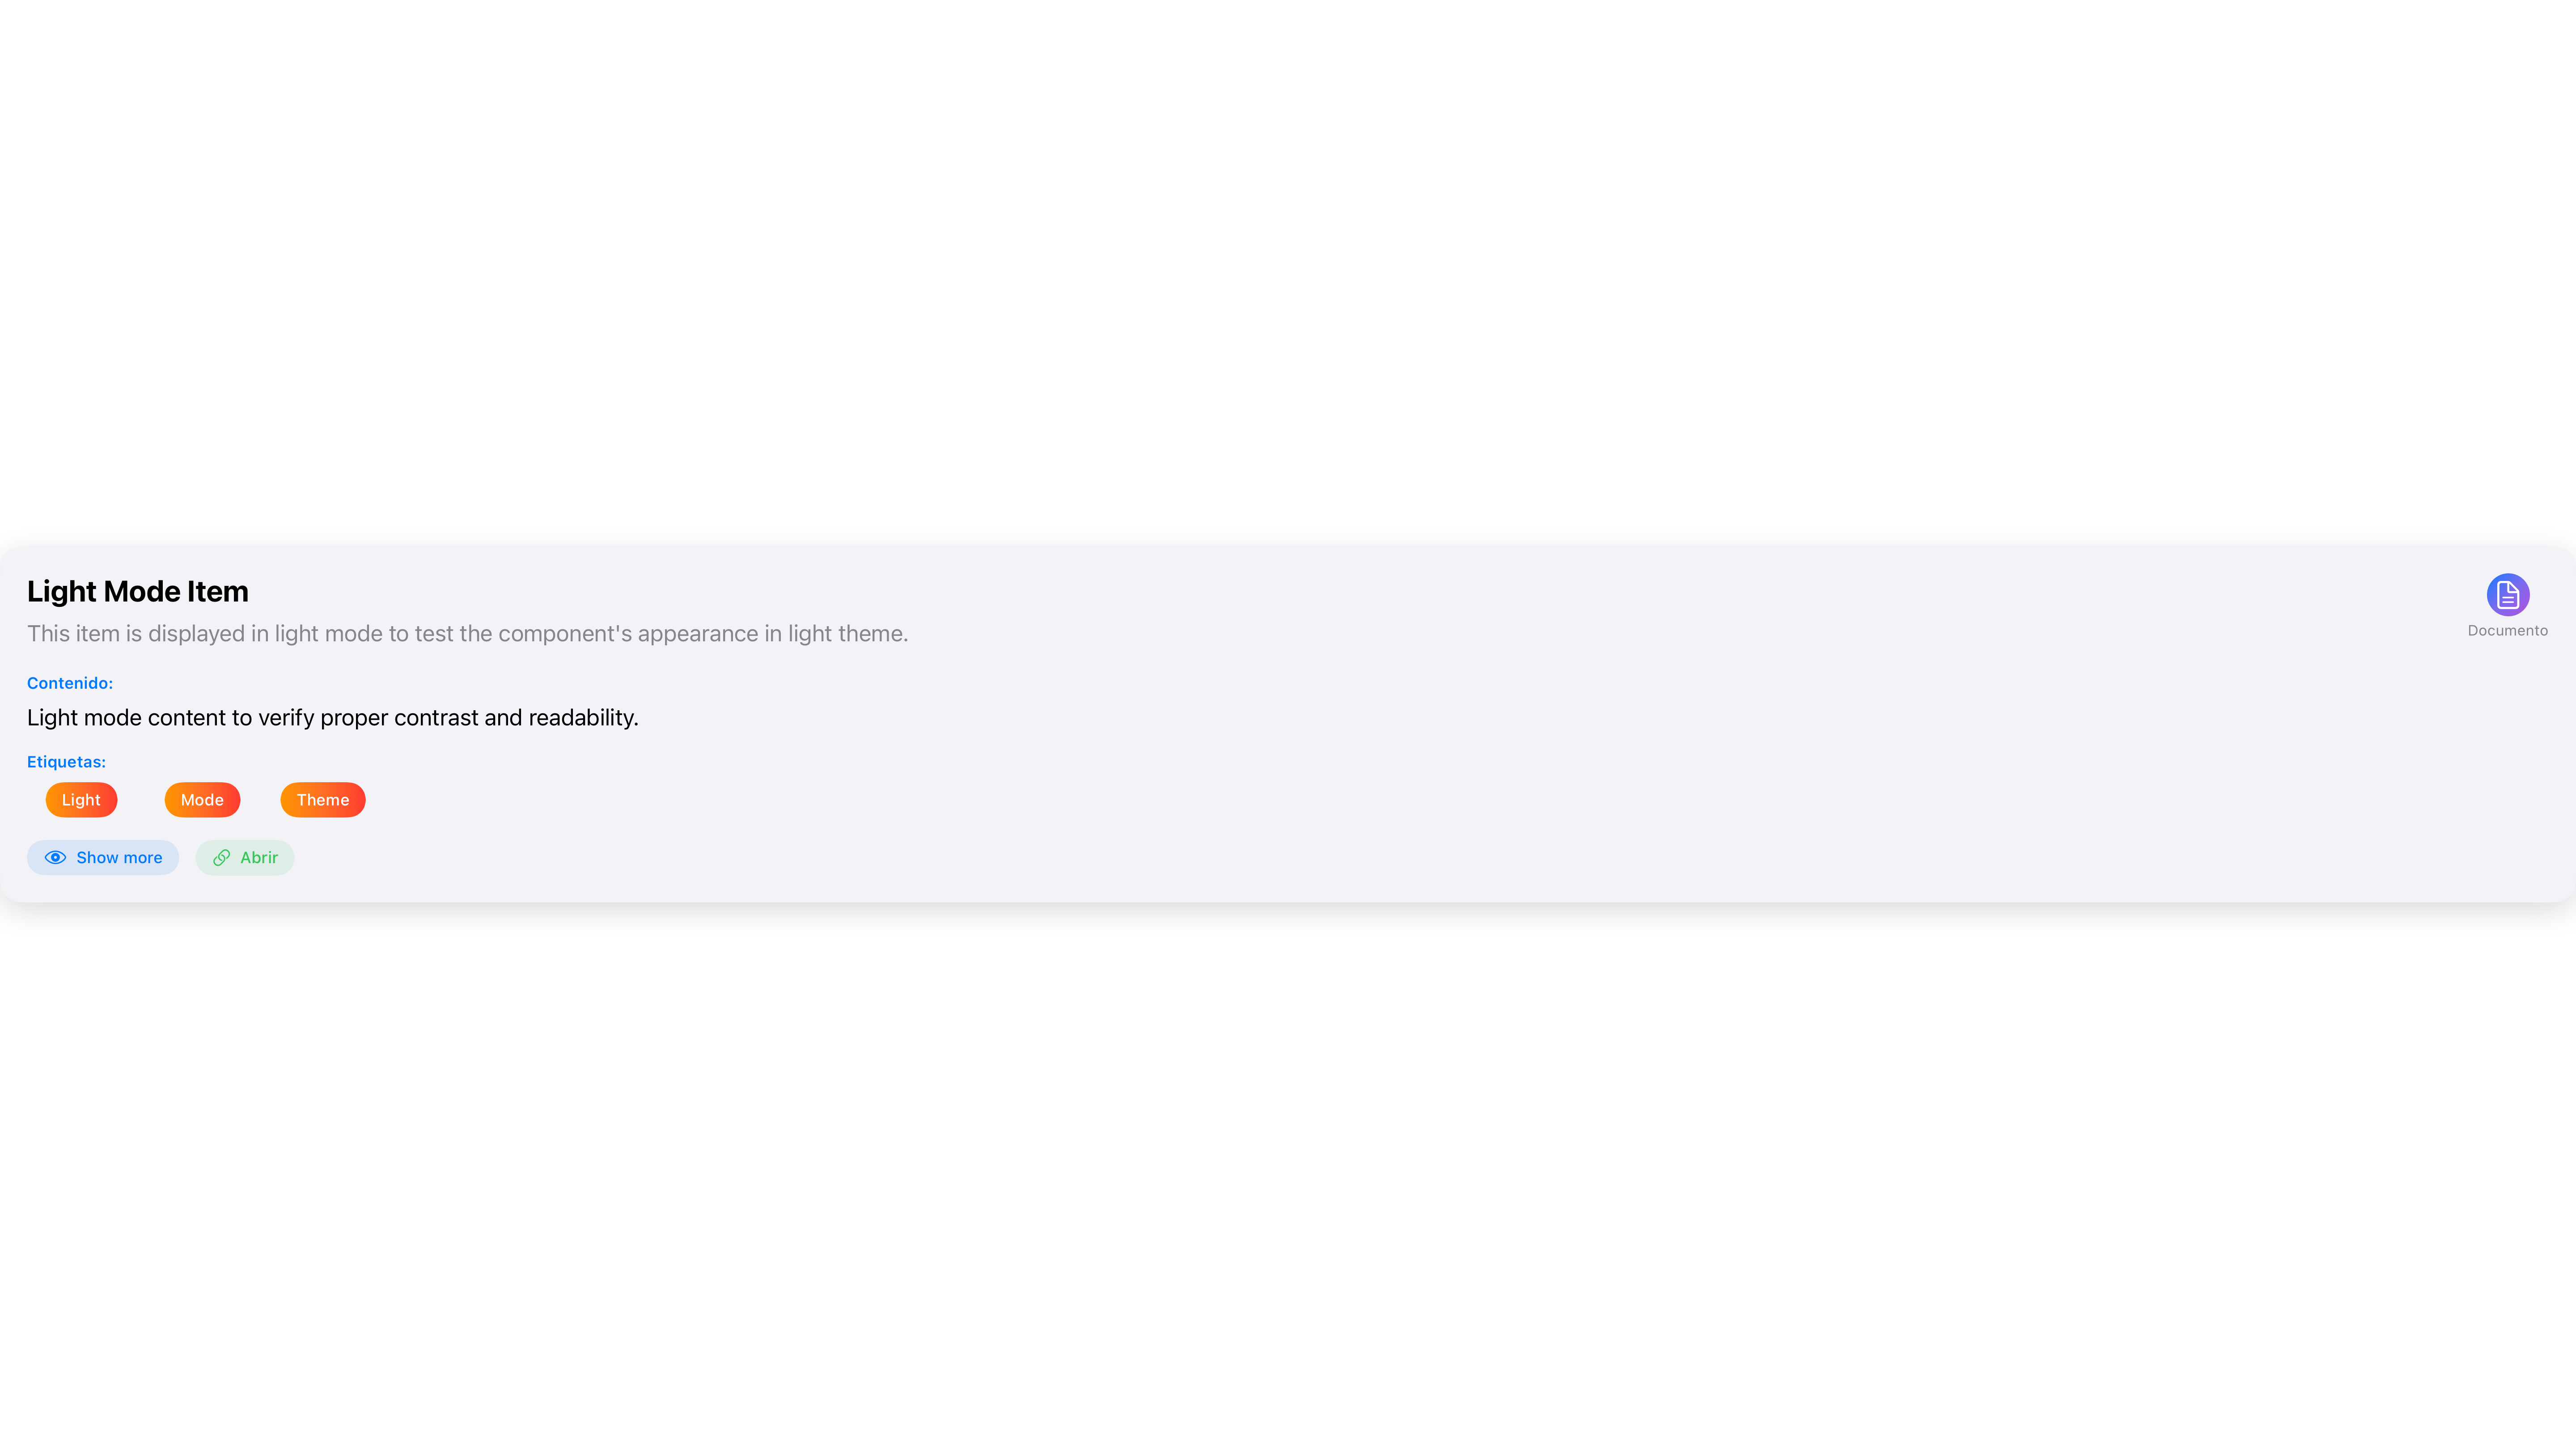 Light Mode Item
This item is displayed in light mode to test the component's appearance in light theme.
Documento
Contenido:
Light mode content to verify proper contrast and readability.
Etiquetas:
Light Mode Theme
Show more Abrir